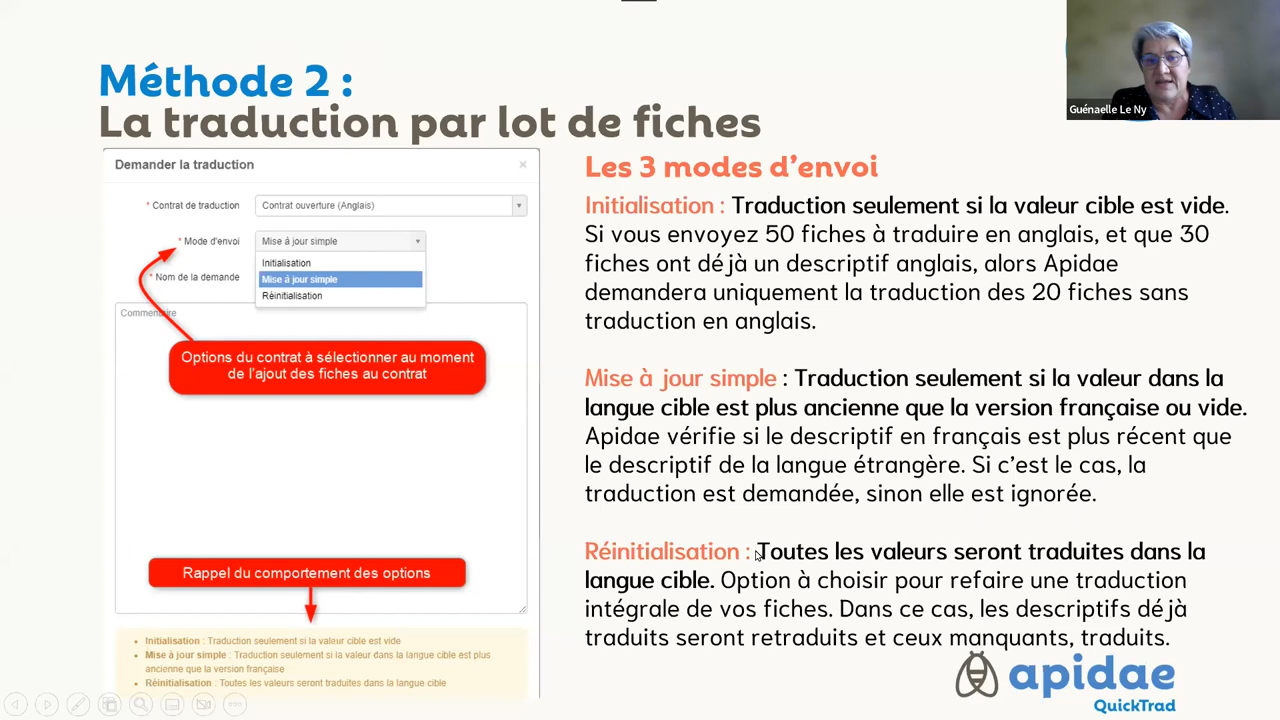 Méthode 2 :
La traduction par lot de fiches
Guénaelle Le Ny
Demander la traduction
×
* Contrat de traduction
Contrat ouverture (Anglais)
* Mode d'envoi
Mise à jour simple
Initialisation
Mise à jour simple
Réinitialisation
* Nom de la demande
Commentaire
Options du contrat à sélectionner au moment
de l'ajout des fiches au contrat
Rappel du comportement des options
• Initialisation : Traduction seulement si la valeur cible est vide
• Mise à jour simple : Traduction seulement si la valeur dans la langue cible est plus
ancienne que la version française
• Réinitialisation : Toutes les valeurs seront traduites dans la langue cible
Les 3 modes d'envoi
Initialisation : Traduction seulement si la valeur cible est vide.
Si vous envoyez 50 fiches à traduire en anglais, et que 30
fiches ont déjà un descriptif anglais, alors Apidae
demandera uniquement la traduction des 20 fiches sans
traduction en anglais.
Mise à jour simple : Traduction seulement si la valeur dans la
langue cible est plus ancienne que la version française ou vide.
Apidae vérifie si le descriptif en français est plus récent que
le descriptif de la langue étrangère. Si c'est le cas, la
traduction est demandée, sinon elle est ignorée.
Réinitialisation : Toutes les valeurs seront traduites dans la
langue cible. Option à choisir pour refaire une traduction
intégrale de vos fiches. Dans ce cas, les descriptifs déjà
traduits seront retraduits et ceux manquants, traduits.
apidae
QuickTrad